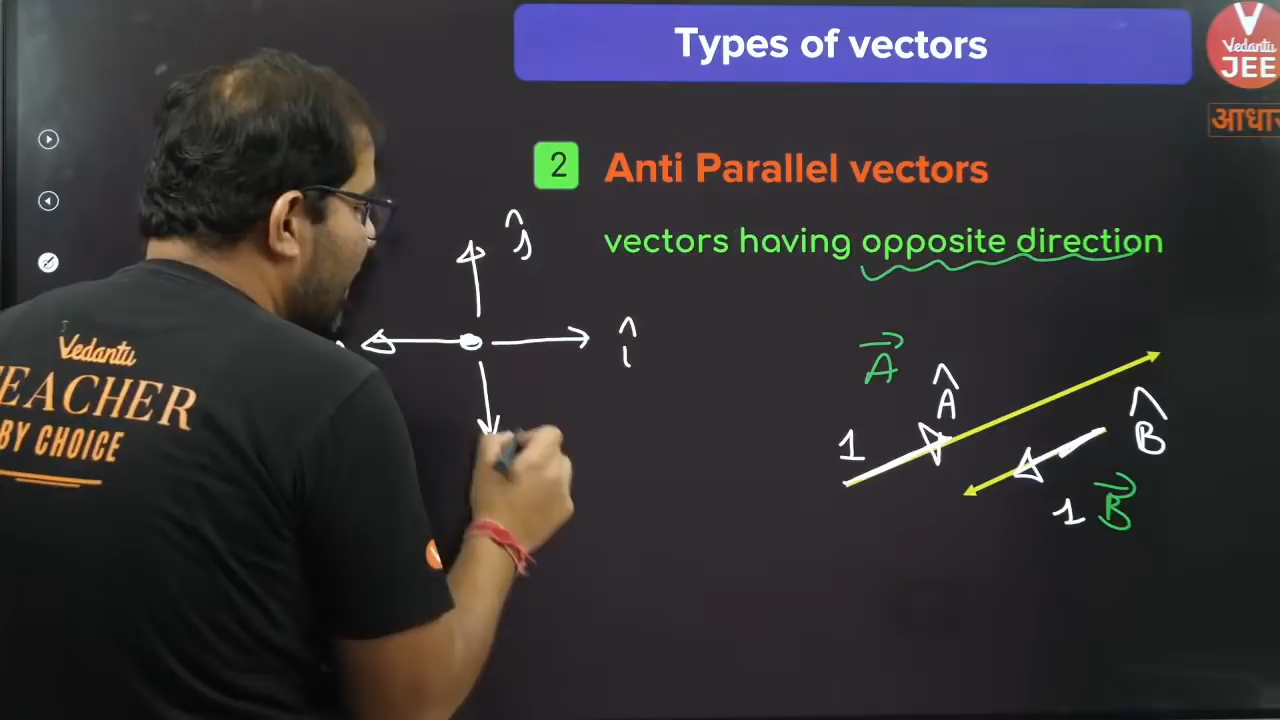 Types of vectors
Vedantu
JEE
2
Anti Parallel vectors
vectors having opposite direction
ĵ
î
A⃗
Â
1
B̂
1
B⃗
Vedantu
TEACHER
BY CHOICE